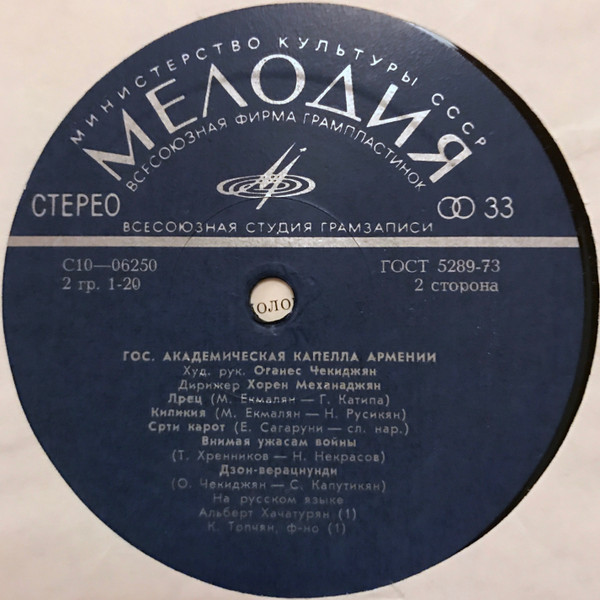 МИНИСТЕРСТВО КУЛЬТУРЫ СССР
МЕЛОДИЯ
ВСЕСОЮЗНАЯ ФИРМА ГРАМПЛАСТИНОК
СТЕРЕО
33
ВСЕСОЮЗНАЯ СТУДИЯ ГРАМЗАПИСИ
С10—06250
ГОСТ 5289-73
2 гр. 1-20
2 сторона
ГОС. АКАДЕМИЧЕСКАЯ КАПЕЛЛА АРМЕНИИ
Худ. рук. Оганес Чекиджян
Дирижер Хорен Механаджян
Лрец (М. Екмалян — Г. Катипа)
Киликия (М. Екмалян — Н. Русикян)
Срти карот (Е. Сагаруни — сл. нар.)
Внимая ужасам войны
(Т. Хренников — Н. Некрасов)
Дзон-верациунди
(О. Чекиджян — С. Капутикян)
На русском языке
Альберт Хачатурян (1)
К. Топчян, ф-но (1)